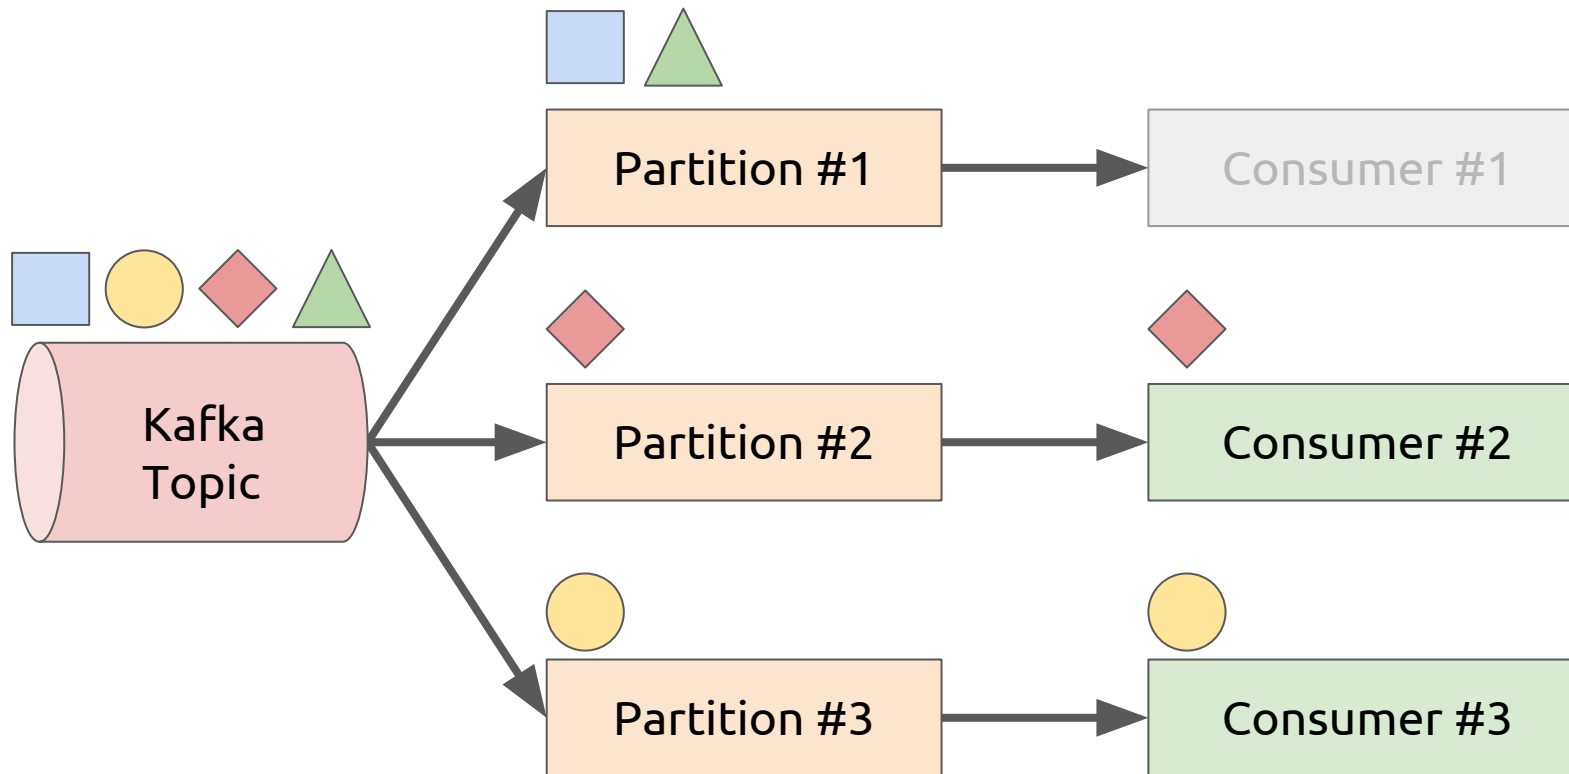 Partition #1
Consumer #1
Kafka
Topic
Partition #2
Consumer #2
Partition #3
Consumer #3